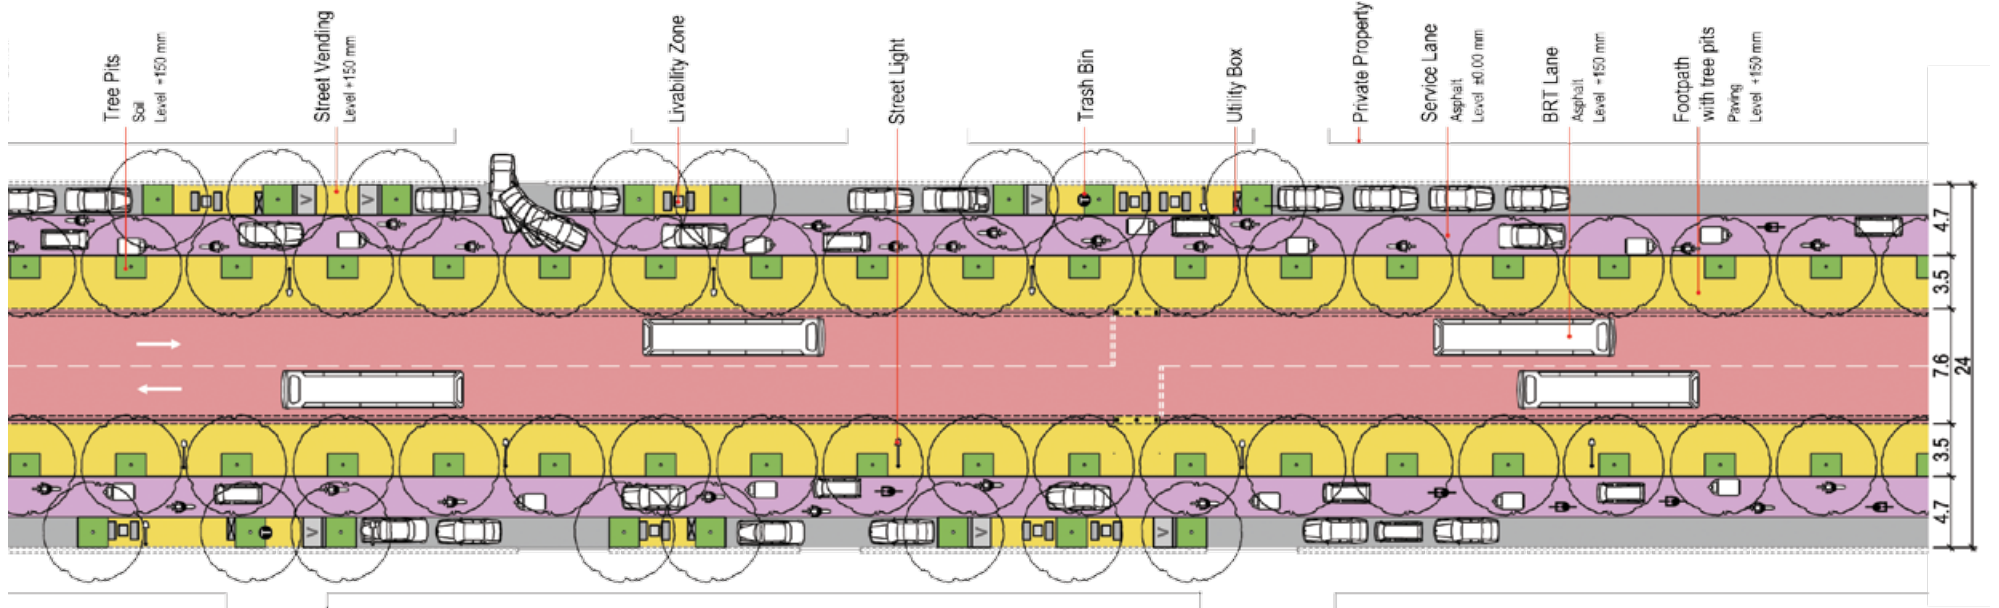 Tree Pits
Soil
Level +150 mm
Street Vending
Level +150 mm
Livability Zone
Street Light
Trash Bin
Utility Box
Private Property
Service Lane
Asphalt
Level ±0.00 mm
BRT Lane
Asphalt
Level +150 mm
Footpath
with tree pits
Paving
Level +150 mm
V
V
V
4.7
3.5
7.6
24
3.5
4.7
V
V
V